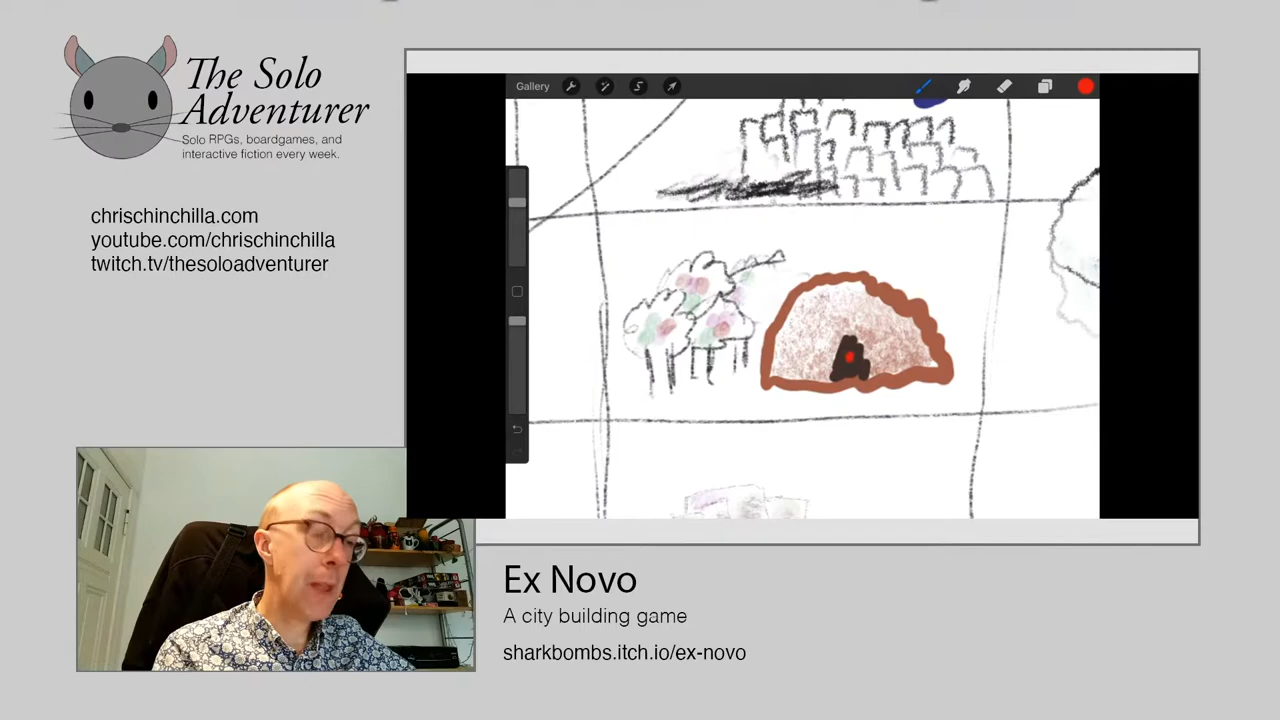 The Solo
Adventurer
Solo RPGs, boardgames, and
interactive fiction every week.
chrischinchilla.com
youtube.com/chrischinchilla
twitch.tv/thesoloadventurer
Gallery
Ex Novo
A city building game
sharkbombs.itch.io/ex-novo